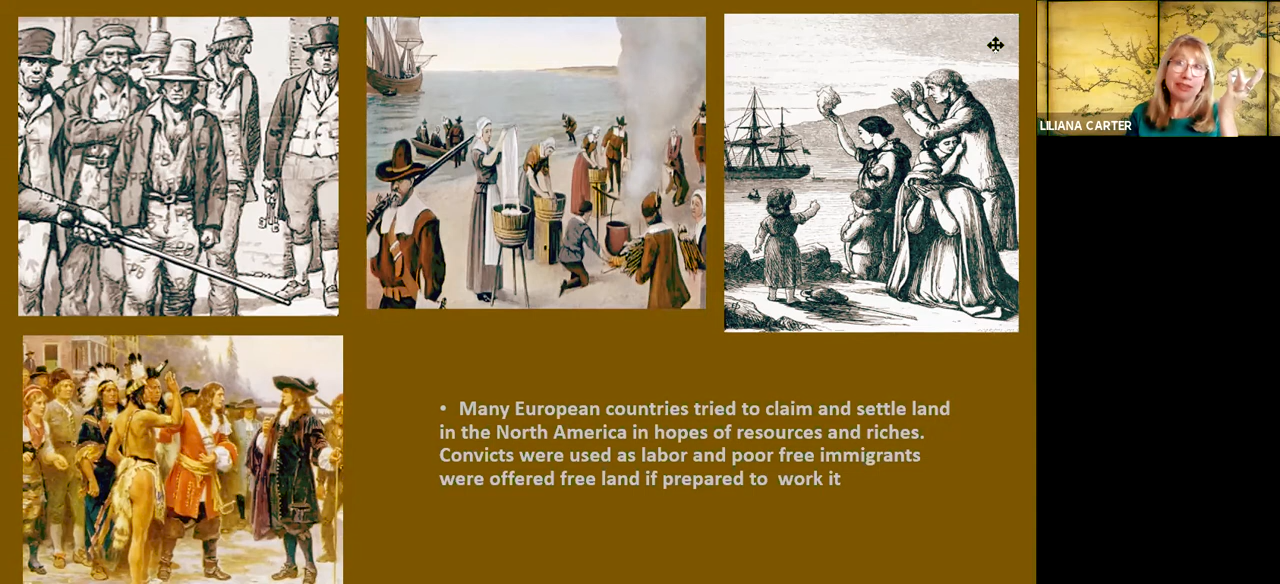 LILIANA CARTER
• Many European countries tried to claim and settle land
in the North America in hopes of resources and riches.
Convicts were used as labor and poor free immigrants
were offered free land if prepared to  work it